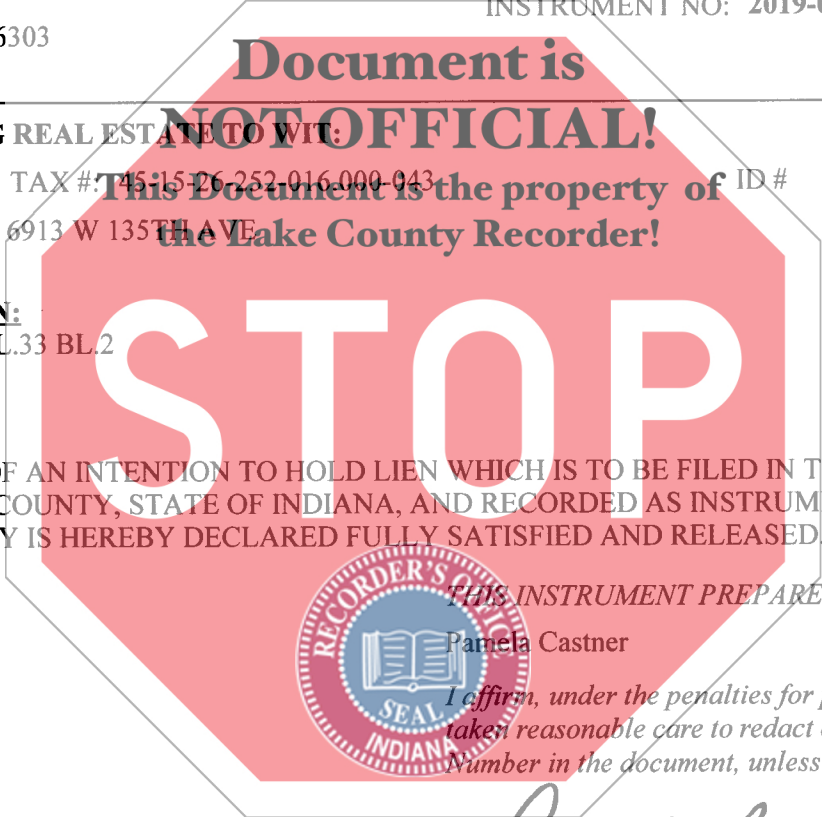 INSTRUMENT NO: 2019-0
6303
Document is
NOT OFFICIAL!
G REAL ESTATE TO WIT:
TAX #: 45-15-26-252-016.000-043 ID #
This Document is the property of
6913 W 135TH AVE
the Lake County Recorder!
N:
L.33 BL.2
STOP
OF AN INTENTION TO HOLD LIEN WHICH IS TO BE FILED IN T
COUNTY, STATE OF INDIANA, AND RECORDED AS INSTRUM
Y IS HEREBY DECLARED FULLY SATISFIED AND RELEASED.
RECORDER'S OFFICE
SEAL
INDIANA
THIS INSTRUMENT PREPARE
Pamela Castner
I affirm, under the penalties for p
taken reasonable care to redact
Number in the document, unless